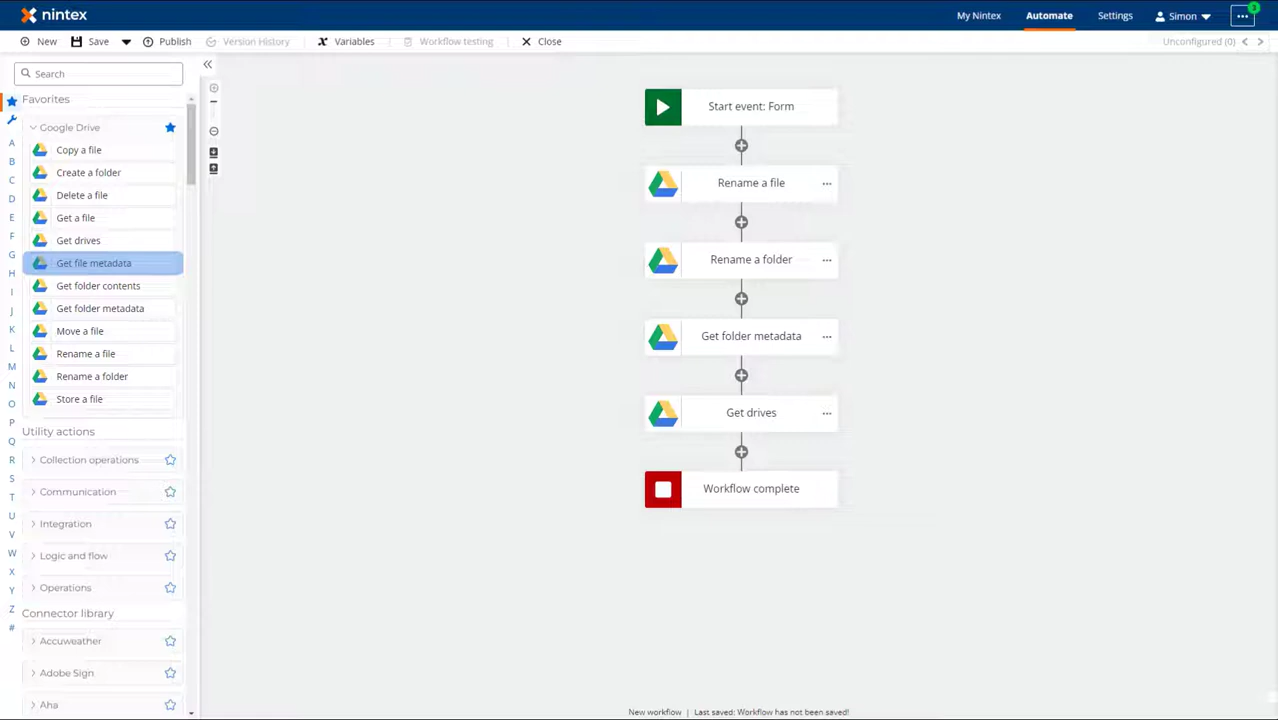 nintex
My Nintex
Automate
Settings
Simon
...
3
New
Save
Publish
Version History
Variables
Workflow testing
Close
Unconfigured (0)
Search
Favorites
Google Drive
Copy a file
Create a folder
Delete a file
Get a file
Get drives
Get file metadata
Get folder contents
Get folder metadata
Move a file
Rename a file
Rename a folder
Store a file
Utility actions
Collection operations
Communication
Integration
Logic and flow
Operations
Connector library
Accuweather
Adobe Sign
Aha
A
B
C
D
E
F
G
H
I
J
K
L
M
N
O
P
Q
R
S
T
U
V
W
X
Y
Z
#
Start event: Form
Rename a file
Rename a folder
Get folder metadata
Get drives
Workflow complete
New workflow | Last saved: Workflow has not been saved!